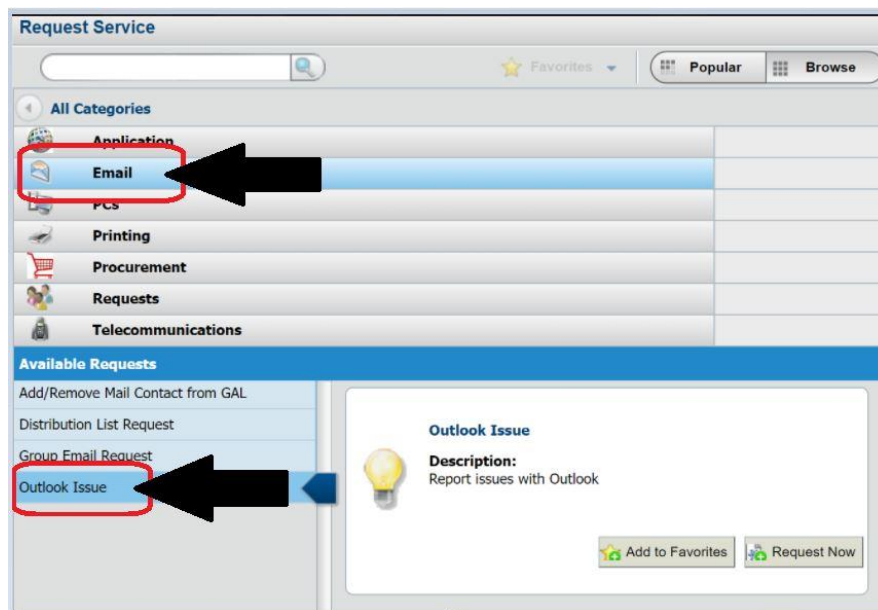 Request Service
Favorites
Popular
Browse
All Categories
Application
Email
PCs
Printing
Procurement
Requests
Telecommunications
Available Requests
Add/Remove Mail Contact from GAL
Distribution List Request
Group Email Request
Outlook Issue
Outlook Issue
Description:
Report issues with Outlook
Add to Favorites
Request Now